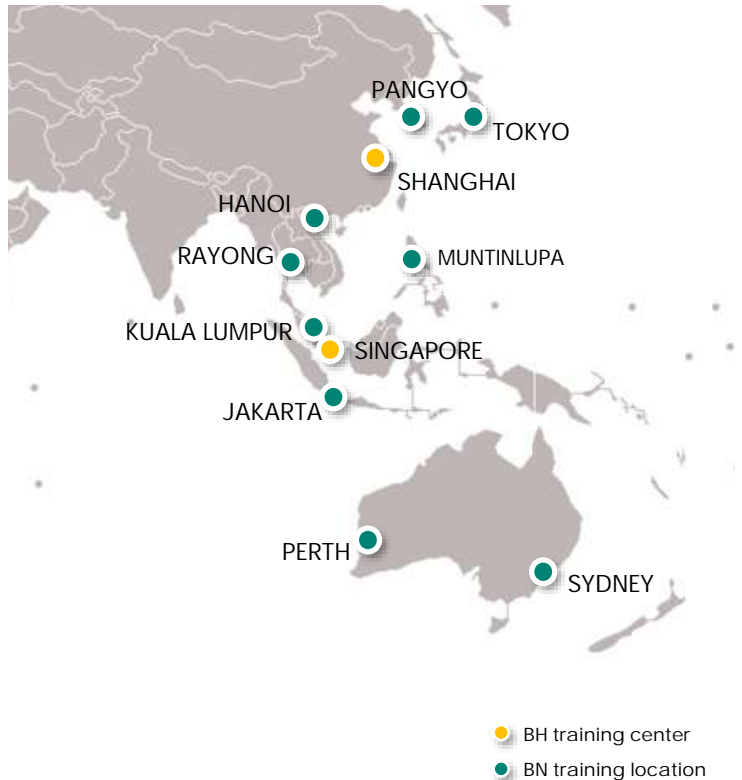 PANGYO
TOKYO
SHANGHAI
HANOI
RAYONG
MUNTINLUPA
KUALA LUMPUR
SINGAPORE
JAKARTA
PERTH
SYDNEY
BH training center
BN training location